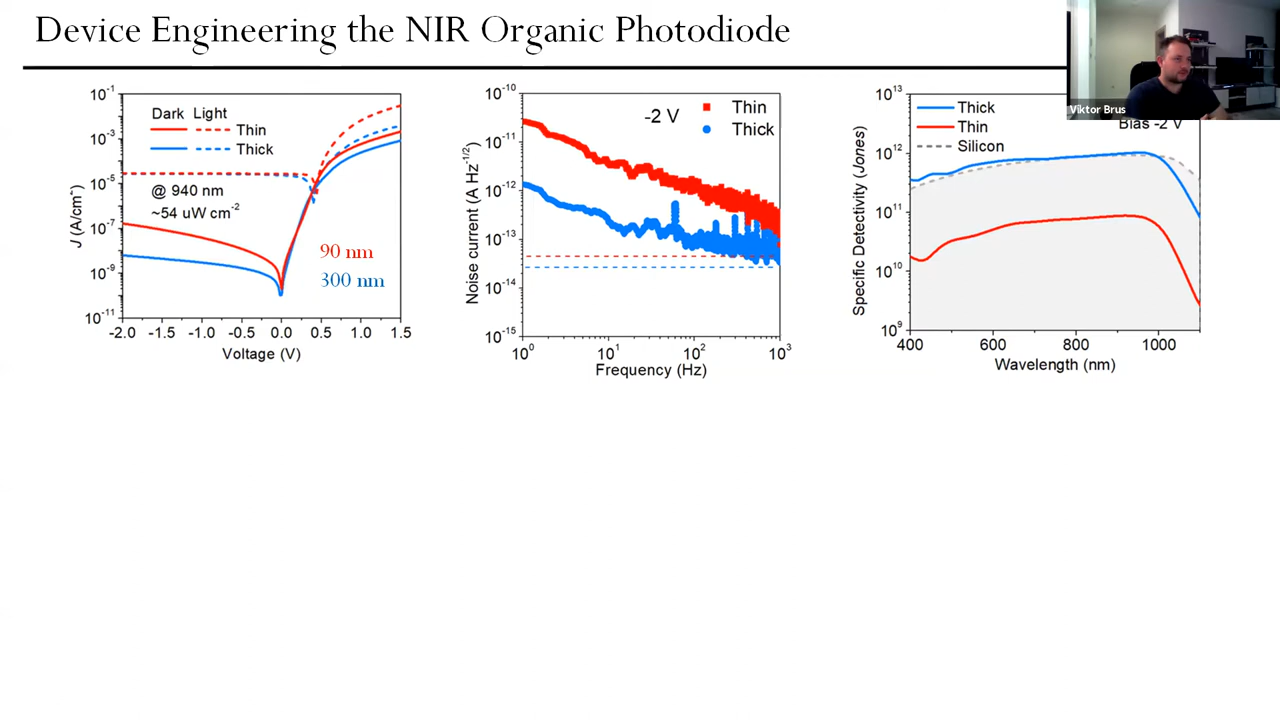 Device Engineering the NIR Organic Photodiode
Viktor Brus
Dark Light
Thin
Thick
@ 940 nm
~54 uW cm-2
90 nm
300 nm
10-1
10-3
10-5
10-7
10-9
10-11
J (A/cm2)
-2.0 -1.5 -1.0 -0.5 0.0 0.5 1.0 1.5
Voltage (V)
-2 V
Thin
Thick
10-10
10-11
10-12
10-13
10-14
10-15
Noise current (A Hz-1/2)
100 101 102 103
Frequency (Hz)
Thick
Thin
Silicon
Bias -2 V
1013
1012
1011
1010
109
Specific Detectivity (Jones)
400 600 800 1000
Wavelength (nm)